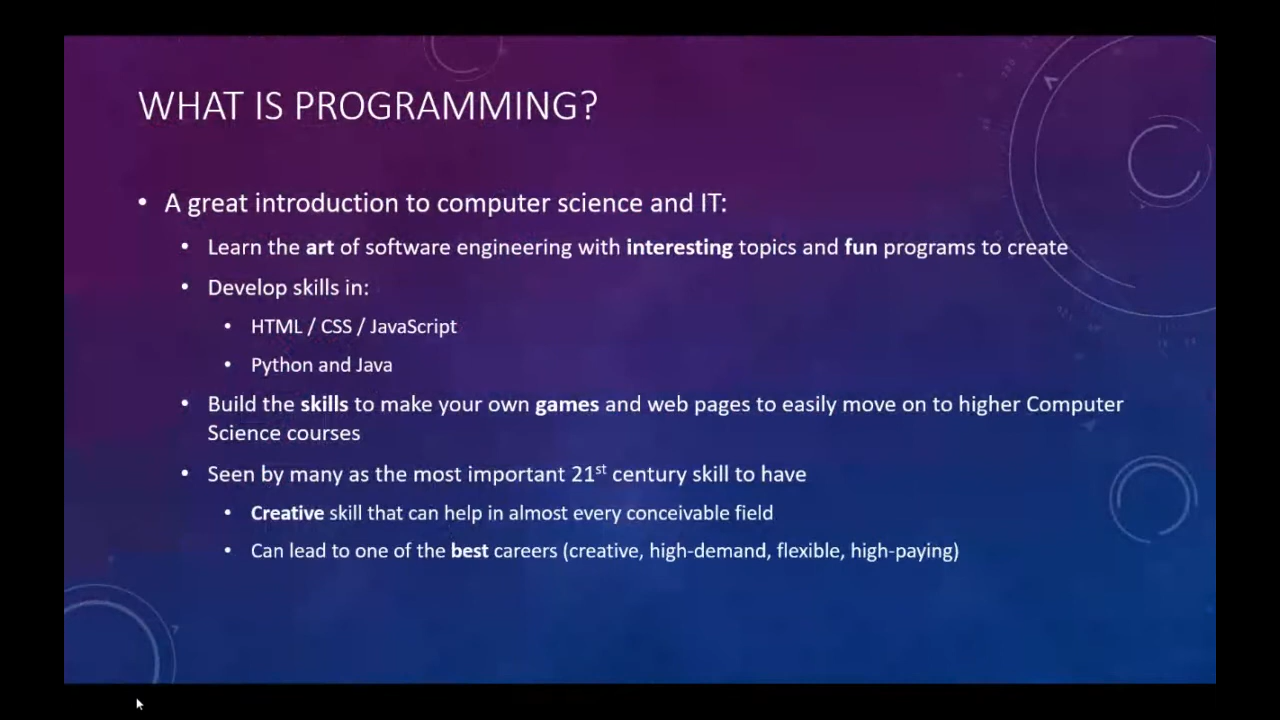 WHAT IS PROGRAMMING?
• A great introduction to computer science and IT:
• Learn the art of software engineering with interesting topics and fun programs to create
• Develop skills in:
• HTML / CSS / JavaScript
• Python and Java
• Build the skills to make your own games and web pages to easily move on to higher Computer
Science courses
• Seen by many as the most important 21st century skill to have
• Creative skill that can help in almost every conceivable field
• Can lead to one of the best careers (creative, high-demand, flexible, high-paying)